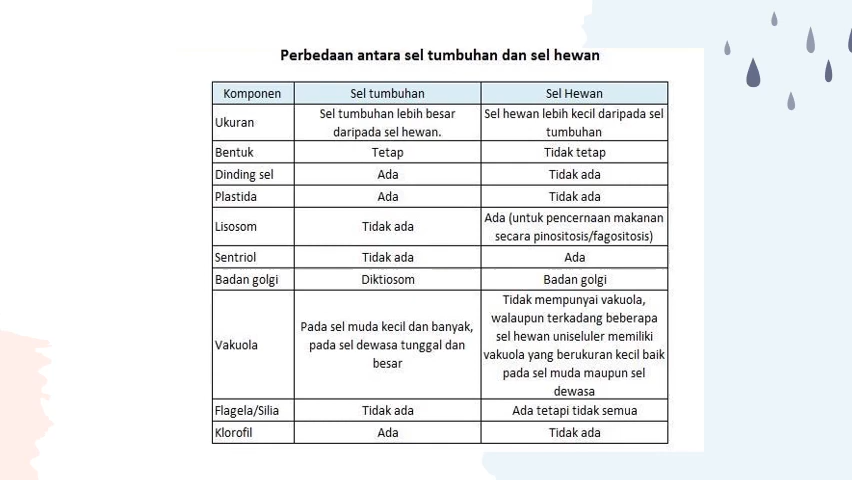 Perbedaan antara sel tumbuhan dan sel hewan
Komponen Sel tumbuhan Sel Hewan
Ukuran Sel tumbuhan lebih besar daripada sel hewan. Sel hewan lebih kecil daripada sel tumbuhan
Bentuk Tetap Tidak tetap
Dinding sel Ada Tidak ada
Plastida Ada Tidak ada
Lisosom Tidak ada Ada (untuk pencernaan makanan secara pinositosis/fagositosis)
Sentriol Tidak ada Ada
Badan golgi Diktiosom Badan golgi
Vakuola Pada sel muda kecil dan banyak, pada sel dewasa tunggal dan besar Tidak mempunyai vakuola, walaupun terkadang beberapa sel hewan uniseluler memiliki vakuola yang berukuran kecil baik pada sel muda maupun sel dewasa
Flagela/Silia Tidak ada Ada tetapi tidak semua
Klorofil Ada Tidak ada